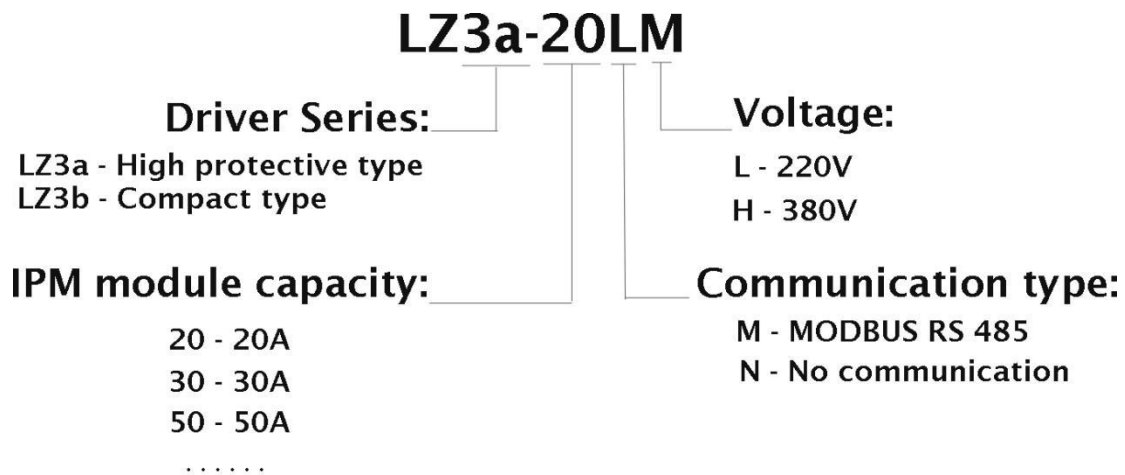 LZ3a-20LM
Driver Series:
LZ3a - High protective type
LZ3b - Compact type
Voltage:
L - 220V
H - 380V
IPM module capacity:
20 - 20A
30 - 30A
50 - 50A
......
Communication type:
M - MODBUS RS 485
N - No communication